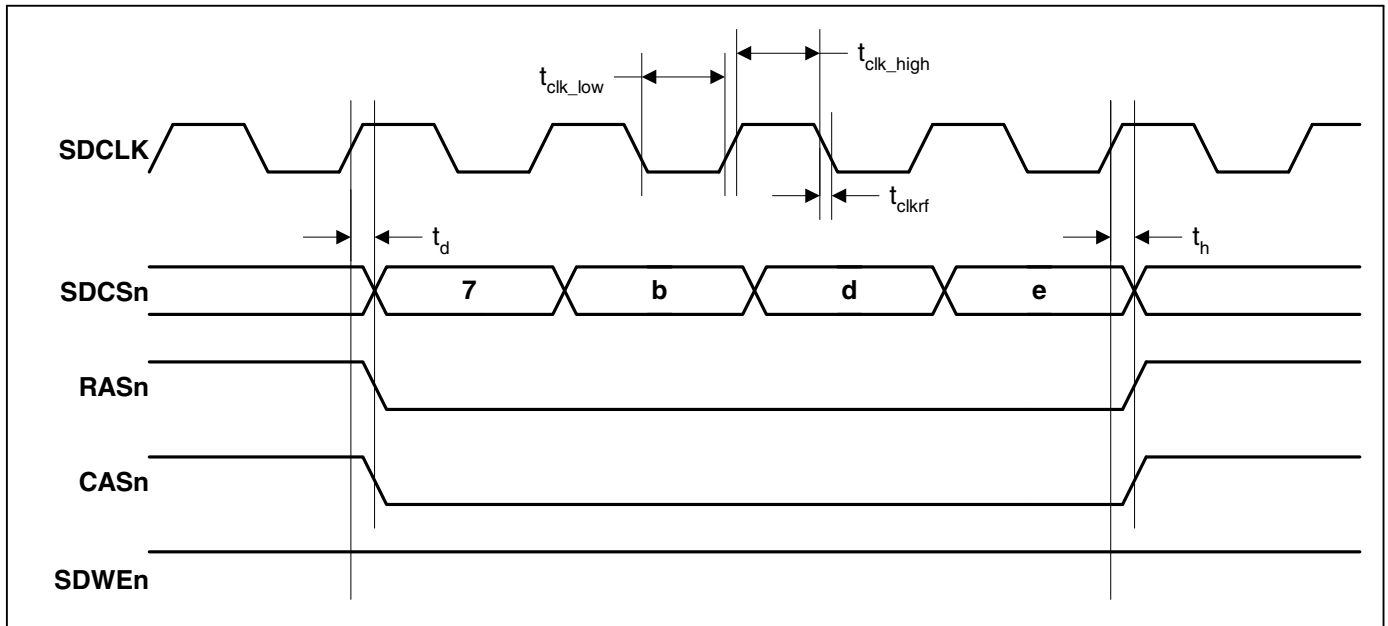 t_clk_low
t_clk_high
SDCLK
t_clkrf
t_d
t_h
SDCSn
7 b d e
RASn
CASn
SDWEn